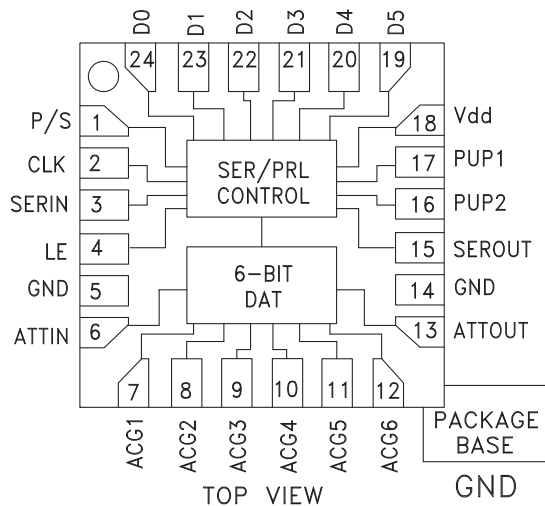 D0 D1 D2 D3 D4 D5
24 23 22 21 20 19
P/S 1 18 Vdd
CLK 2 17 PUP1
SERIN 3 16 PUP2
SER/PRL
CONTROL
LE 4 15 SEROUT
GND 5 14 GND
6-BIT
DAT
ATTIN 6 13 ATTOUT
7 8 9 10 11 12
ACG1 ACG2 ACG3 ACG4 ACG5 ACG6
PACKAGE
BASE
GND
TOP VIEW